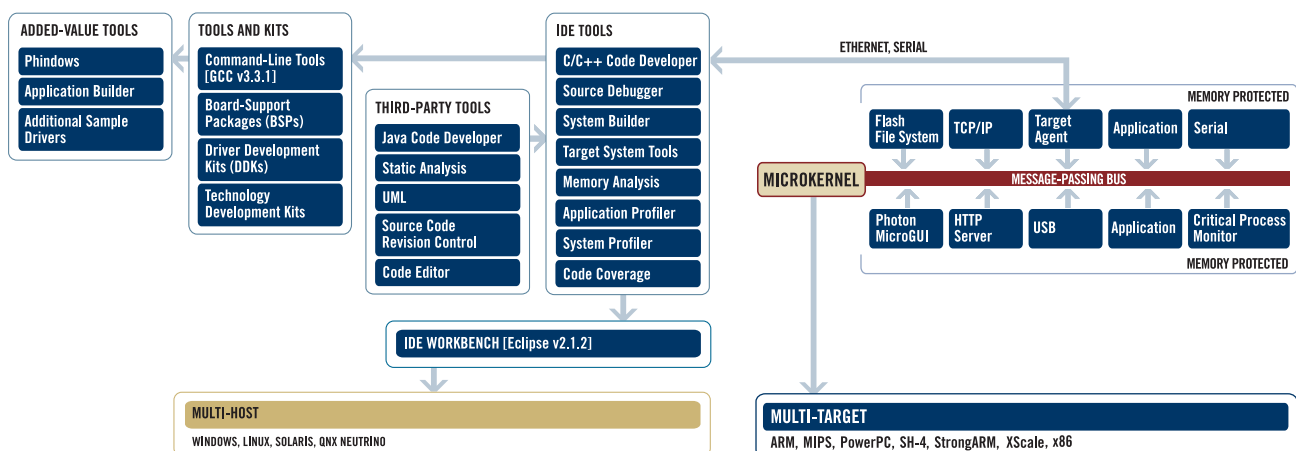 ADDED-VALUE TOOLS
Phindows
Application Builder
Additional Sample
Drivers
TOOLS AND KITS
Command-Line Tools
[GCC v3.3.1]
Board-Support
Packages (BSPs)
Driver Development
Kits (DDKs)
Technology
Development Kits
THIRD-PARTY TOOLS
Java Code Developer
Static Analysis
UML
Source Code
Revision Control
Code Editor
IDE TOOLS
C/C++ Code Developer
Source Debugger
System Builder
Target System Tools
Memory Analysis
Application Profiler
System Profiler
Code Coverage
IDE WORKBENCH [Eclipse v2.1.2]
MULTI-HOST
WINDOWS, LINUX, SOLARIS, QNX NEUTRINO
ETHERNET, SERIAL
MEMORY PROTECTED
Flash
File System
TCP/IP
Target
Agent
Application
Serial
MICROKERNEL
MESSAGE-PASSING BUS
Photon
MicroGUI
HTTP
Server
USB
Application
Critical Process
Monitor
MEMORY PROTECTED
MULTI-TARGET
ARM, MIPS, PowerPC, SH-4, StrongARM, XScale, x86